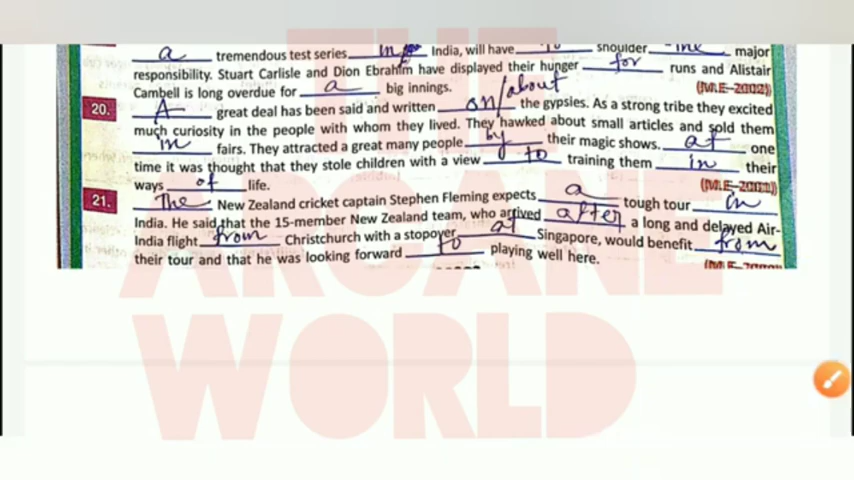 a tremendous test series in India, will have to shoulder the major
responsibility. Stuart Carlisle and Dion Ebrahim have displayed their hunger for runs and Alistair
Cambell is long overdue for a big innings. (M.E-2002)
20. A great deal has been said and written on/about the gypsies. As a strong tribe they excited
much curiosity in the people with whom they lived. They hawked about small articles and sold them
in fairs. They attracted a great many people by their magic shows. at one
time it was thought that they stole children with a view to training them in their
ways of life. (M.E-2001)
21. The New Zealand cricket captain Stephen Fleming expects a tough tour in
India. He said that the 15-member New Zealand team, who arrived after a long and delayed Air-
India flight from Christchurch with a stopover at Singapore, would benefit from
their tour and that he was looking forward to playing well here.
THE
ARCANE
WORLD